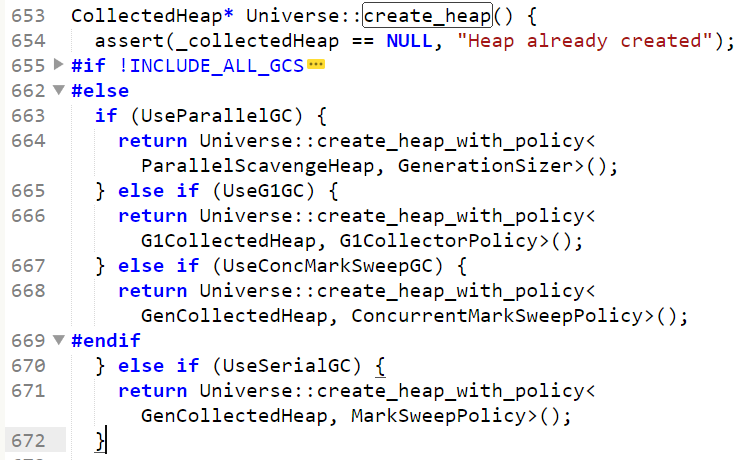 653 CollectedHeap* Universe::create_heap() {
654 assert(_collectedHeap == NULL, "Heap already created");
655 #if !INCLUDE_ALL_GCS
662 #else
663 if (UseParallelGC) {
664 return Universe::create_heap_with_policy<
ParallelScavengeHeap, GenerationSizer>();
665 } else if (UseG1GC) {
666 return Universe::create_heap_with_policy<
G1CollectedHeap, G1CollectorPolicy>();
667 } else if (UseConcMarkSweepGC) {
668 return Universe::create_heap_with_policy<
GenCollectedHeap, ConcurrentMarkSweepPolicy>();
669 #endif
670 } else if (UseSerialGC) {
671 return Universe::create_heap_with_policy<
GenCollectedHeap, MarkSweepPolicy>();
672 }